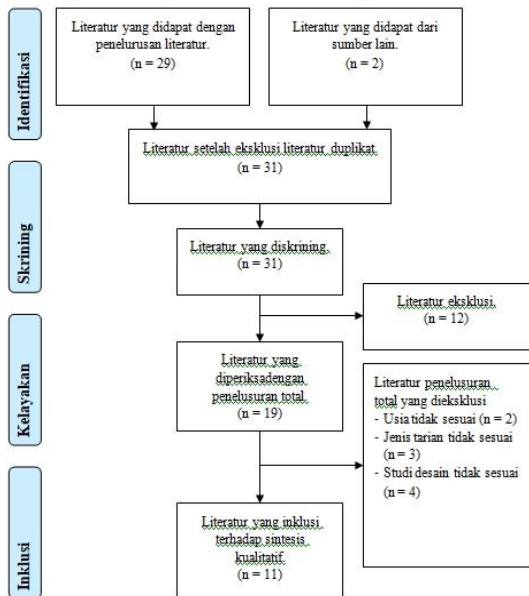 Identifikasi
Literatur yang didapat dengan
penelurusan literatur.
(n = 29)
Literatur yang didapat dari
sumber lain.
(n = 2)
Literatur setelah eksklusi literatur duplikat
(n = 31)
Skrining
Literatur yang diskrining.
(n = 31)
Literatur eksklusi.
(n = 12)
Kelayakan
Literatur yang
diperiksadengan
penelusuran total.
(n = 19)
Literatur penelusuran
total yang dieksklusi
- Usia tidak sesuai (n = 2)
- Jenis tarian tidak sesuai
(n = 3)
- Studi desain tidak sesuai
(n = 4)
Inklusi
Literatur yang inklusi
terhadap sintesis
kualitatif
(n = 11)